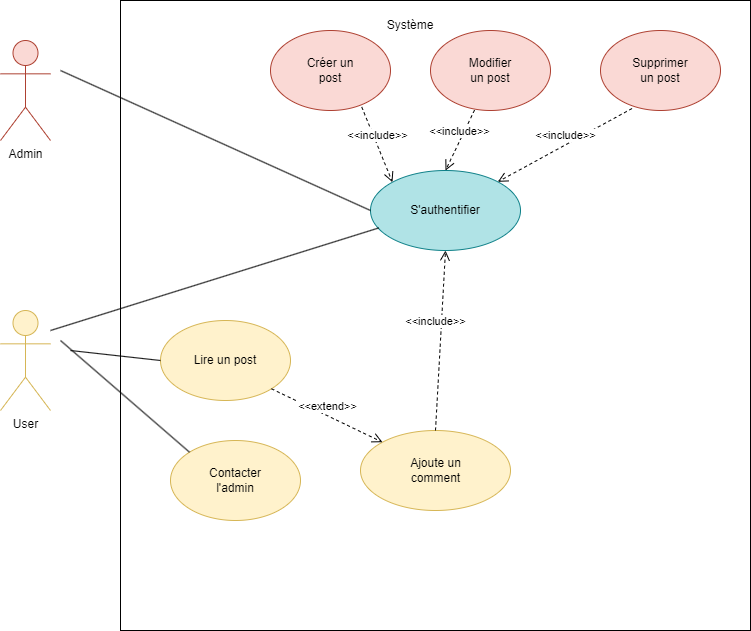 Système
Créer un
post
Modifier
un post
Supprimer
un post
<<include>>
<<include>>
<<include>>
Admin
S'authentifier
<<include>>
Lire un post
<<extend>>
User
Contacter
l'admin
Ajoute un
comment